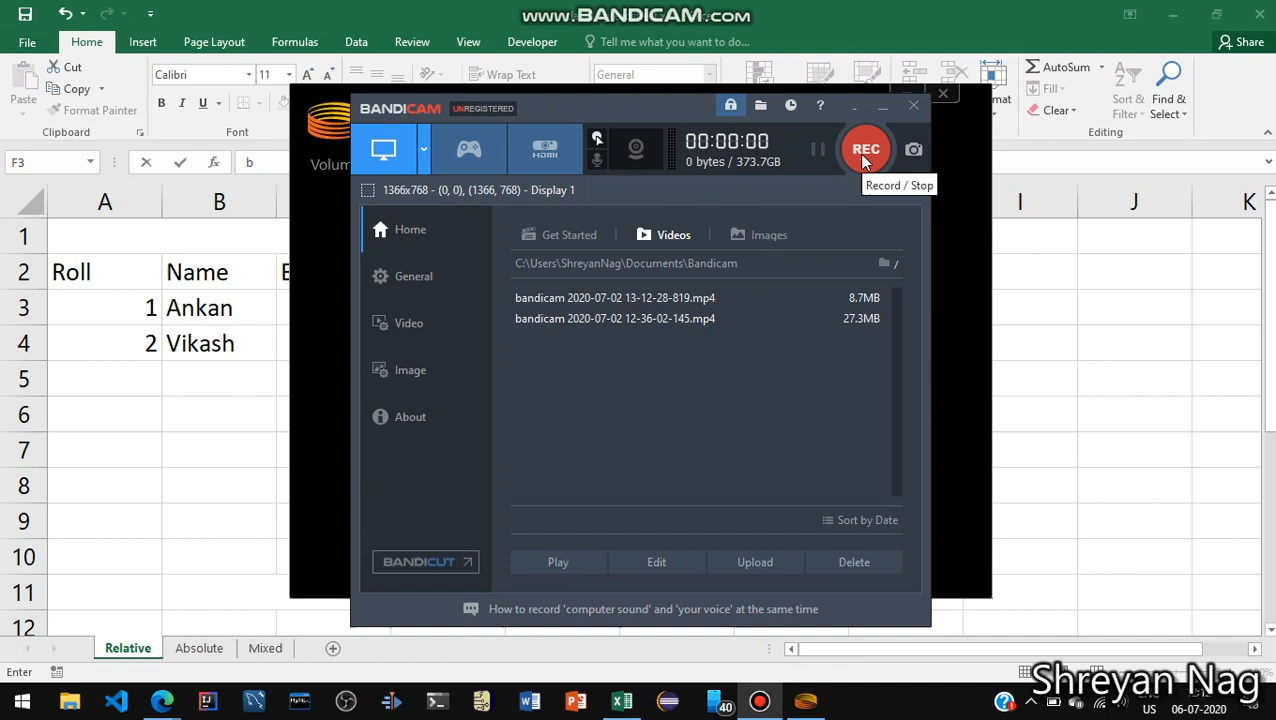 www.BANDICAM.com
File Home Insert Page Layout Formulas Data Review View Developer Tell me what you want to do... Share
Cut
Copy
Format Painter
Paste
Clipboard
Calibri 11
B I U
Font
Wrap Text
General
AutoSum
Fill
Clear
Sort & Filter
Find & Select
Editing
F3 b
A B I J K
1
2 Roll Name
3 1 Ankan
4 2 Vikash
5
6
7
8
9
10
11
12
Volum
BANDICAM UNREGISTERED
HDMI
00:00:00
0 bytes / 373.7GB
REC
Record / Stop
1366x768 - (0, 0), (1366, 768) - Display 1
Home
General
Video
Image
About
BANDICUT
Get Started Videos Images
C:\Users\ShreyanNag\Documents\Bandicam /
bandicam 2020-07-02 13-12-28-819.mp4 8.7MB
bandicam 2020-07-02 12-36-02-145.mp4 27.3MB
Sort by Date
Play Edit Upload Delete
How to record 'computer sound' and 'your voice' at the same time
Relative Absolute Mixed
Enter
Shreyan Nag
40
US 06-07-2020